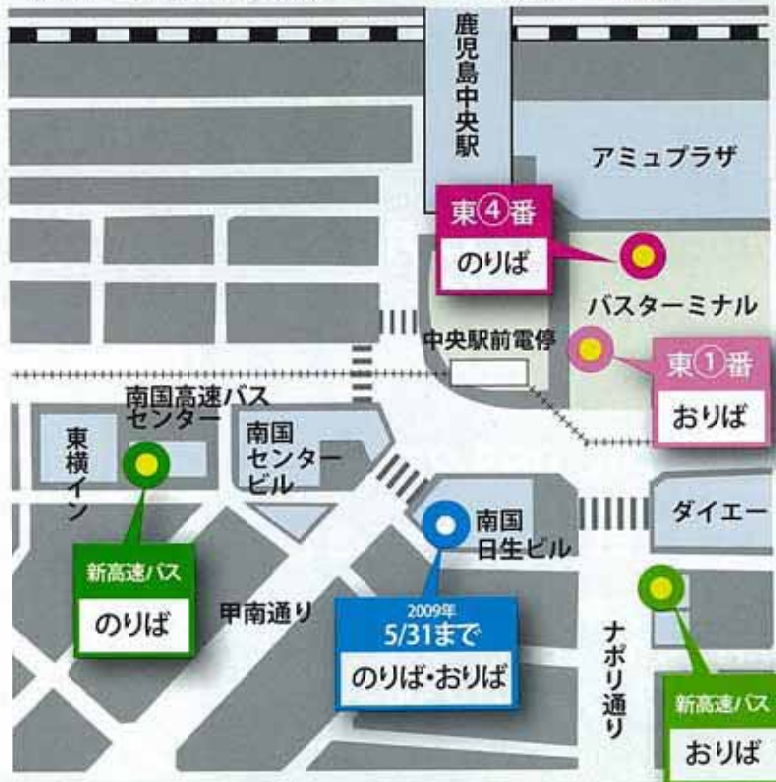 鹿児島中央駅
アミュプラザ
東④番
のりば
バスターミナル
中央駅前電停
東①番
おりば
南国高速バス
センター
東横イン
南国
センター
ビル
南国
日生ビル
ダイエー
新高速バス
のりば
甲南通り
2009年
5/31まで
のりば・おりば
ナポリ通り
新高速バス
おりば